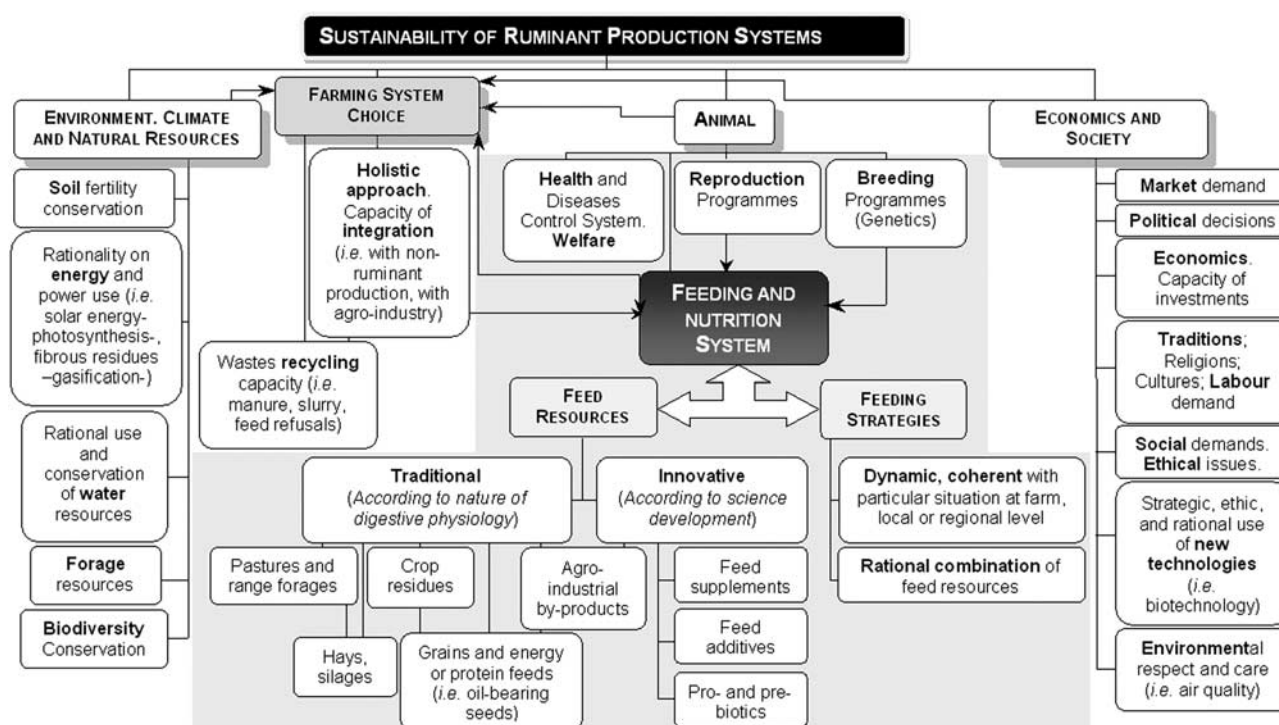 SUSTAINABILITY OF RUMINANT PRODUCTION SYSTEMS
ENVIRONMENT. CLIMATE
AND NATURAL RESOURCES
Soil fertility
conservation
Rationality on
energy and
power use (i.e.
solar energy-
photosynthesis-,
fibrous residues
–gasification-)
Rational use
and
conservation
of water
resources
Forage
resources
Biodiversity
Conservation
FARMING SYSTEM
CHOICE
Holistic
approach.
Capacity of
integration
(i.e. with non-
ruminant
production, with
agro-industry)
Wastes recycling
capacity (i.e.
manure, slurry,
feed refusals)
ANIMAL
Health and
Diseases
Control System.
Welfare
Reproduction
Programmes
Breeding
Programmes
(Genetics)
FEEDING AND
NUTRITION
SYSTEM
FEED
RESOURCES
FEEDING
STRATEGIES
Traditional
(According to nature of
digestive physiology)
Pastures and
range forages
Hays,
silages
Crop
residues
Grains and energy
or protein feeds
(i.e. oil-bearing
seeds)
Agro-
industrial
by-products
Innovative
(According to science
development)
Feed
supplements
Feed
additives
Pro- and pre-
biotics
Dynamic, coherent with
particular situation at farm,
local or regional level
Rational combination of
feed resources
ECONOMICS AND
SOCIETY
Market demand
Political decisions
Economics.
Capacity of
investments
Traditions;
Religions;
Cultures; Labour
demand
Social demands.
Ethical issues.
Strategic, ethic,
and rational use
of new
technologies
(i.e.
biotechnology)
Environmental
respect and care
(i.e. air quality)